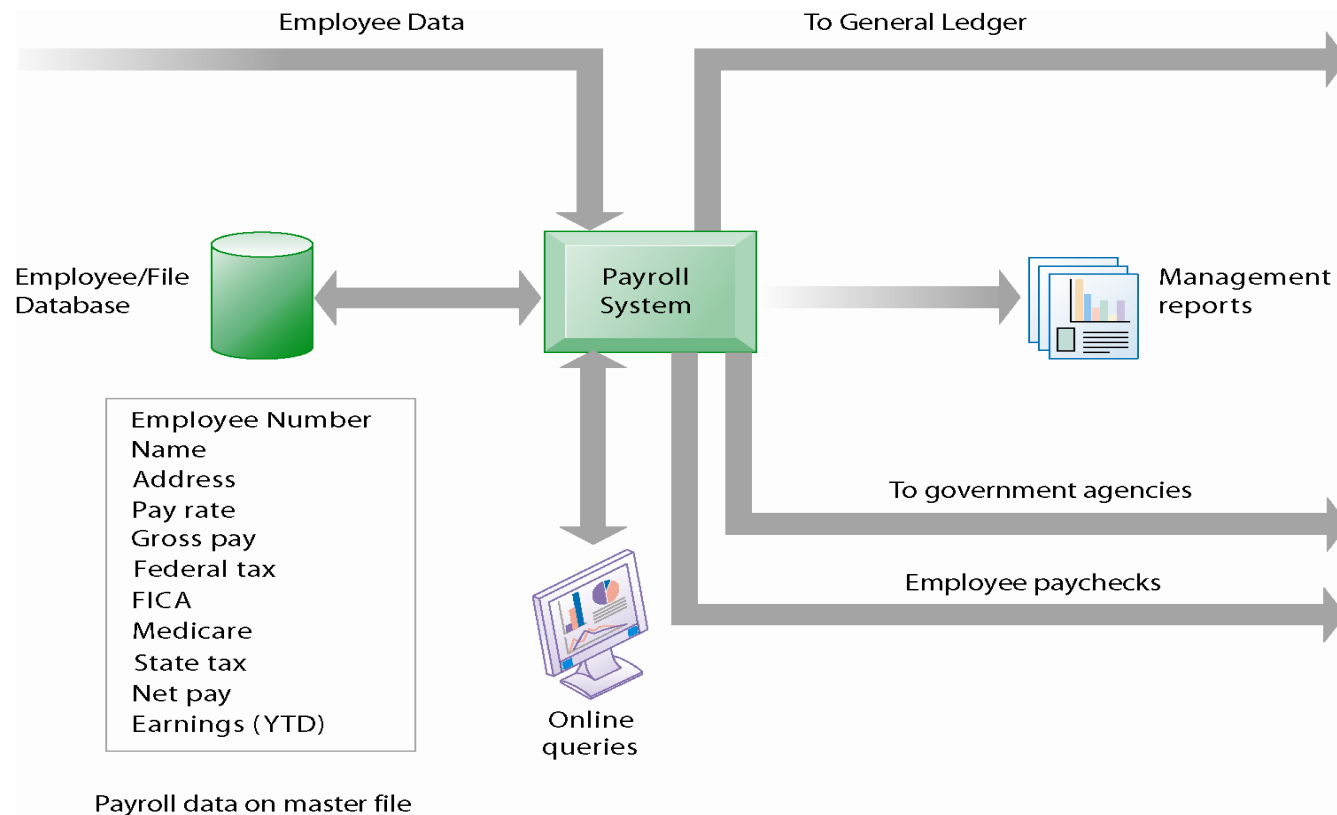 Employee Data
To General Ledger
Employee/File
Database
Payroll
System
Management
reports
Employee Number
Name
Address
Pay rate
Gross pay
Federal tax
FICA
Medicare
State tax
Net pay
Earnings (YTD)
To government agencies
Employee paychecks
Online
queries
Payroll data on master file